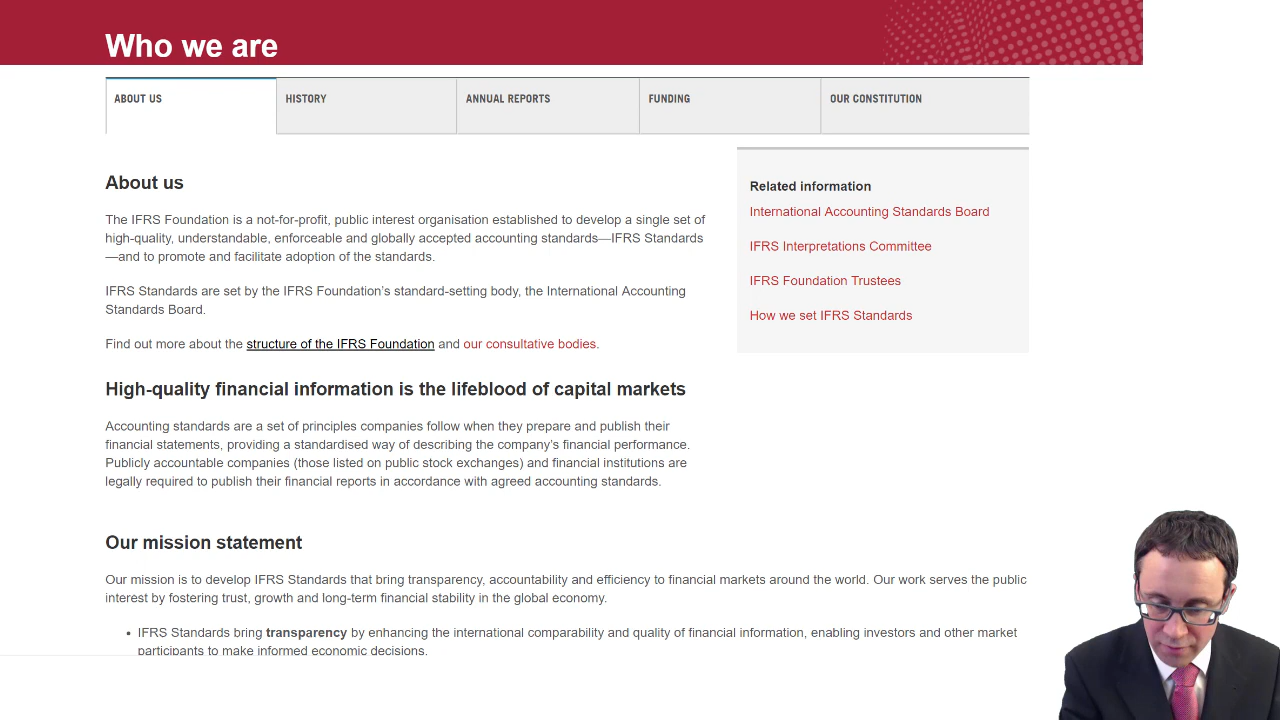 Who we are
ABOUT US
HISTORY
ANNUAL REPORTS
FUNDING
OUR CONSTITUTION
About us
The IFRS Foundation is a not-for-profit, public interest organisation established to develop a single set of
high-quality, understandable, enforceable and globally accepted accounting standards—IFRS Standards
—and to promote and facilitate adoption of the standards.
IFRS Standards are set by the IFRS Foundation’s standard-setting body, the International Accounting
Standards Board.
Find out more about the structure of the IFRS Foundation and our consultative bodies.
Related information
International Accounting Standards Board
IFRS Interpretations Committee
IFRS Foundation Trustees
How we set IFRS Standards
High-quality financial information is the lifeblood of capital markets
Accounting standards are a set of principles companies follow when they prepare and publish their
financial statements, providing a standardised way of describing the company’s financial performance.
Publicly accountable companies (those listed on public stock exchanges) and financial institutions are
legally required to publish their financial reports in accordance with agreed accounting standards.
Our mission statement
Our mission is to develop IFRS Standards that bring transparency, accountability and efficiency to financial markets around the world. Our work serves the public
interest by fostering trust, growth and long-term financial stability in the global economy.
• IFRS Standards bring transparency by enhancing the international comparability and quality of financial information, enabling investors and other market
participants to make informed economic decisions.